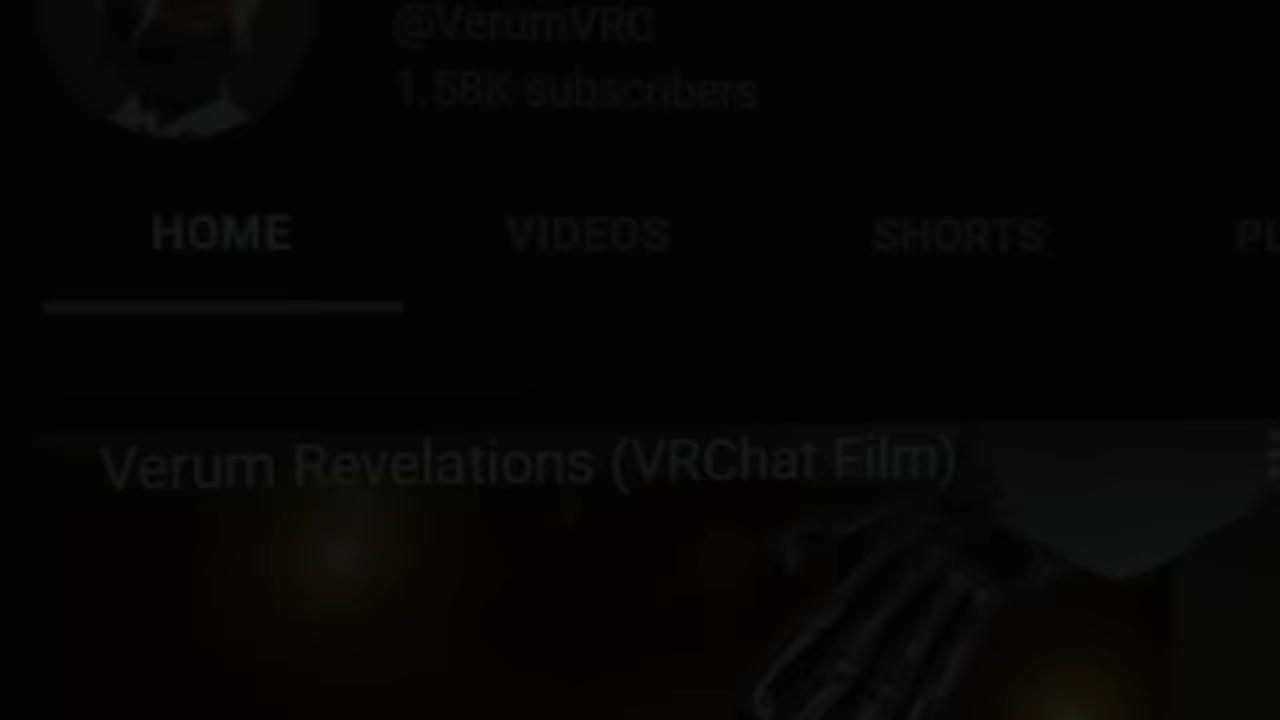 @VerumVRC
1.58K subscribers
HOME VIDEOS SHORTS
Verum Revelations (VRChat Film)